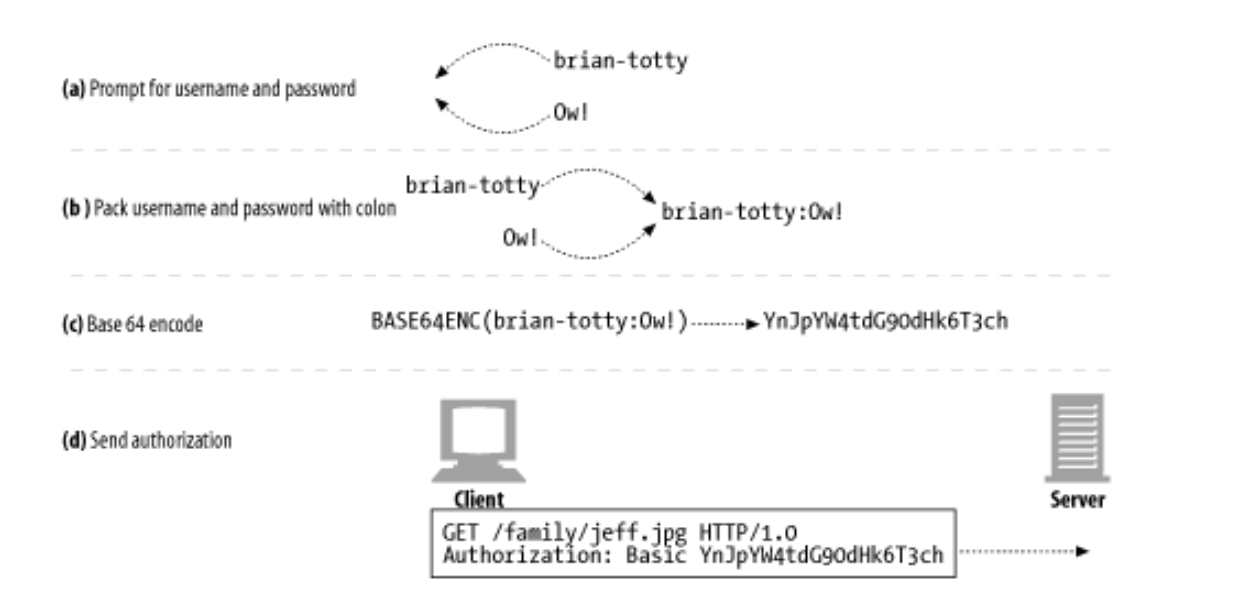 (a) Prompt for username and password
brian-totty
Ow!
(b ) Pack username and password with colon
brian-totty
Ow!
brian-totty:Ow!
(c) Base 64 encode
BASE64ENC(brian-totty:Ow!)
YnJpYW4tdG90dHk6T3ch
(d) Send authorization
Client
Server
GET /family/jeff.jpg HTTP/1.0
Authorization: Basic YnJpYW4tdG90dHk6T3ch